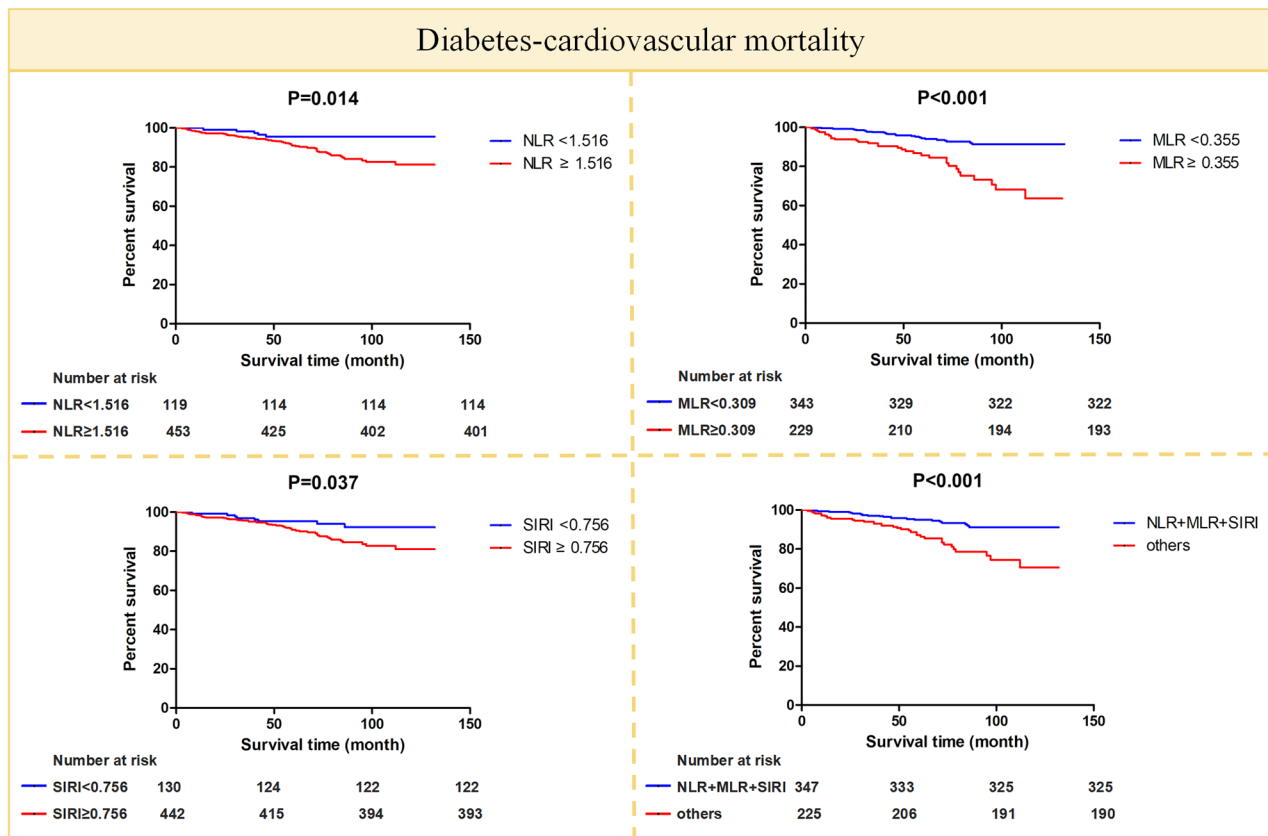 Diabetes-cardiovascular mortality
P=0.014
NLR <1.516
NLR ≥ 1.516
Percent survival
100
80
60
40
20
0
0 50 100 150
Survival time (month)
Number at risk
NLR<1.516 119 114 114 114
NLR≥1.516 453 425 402 401
P<0.001
MLR <0.355
MLR ≥ 0.355
Percent survival
100
80
60
40
20
0
0 50 100 150
Survival time (month)
Number at risk
MLR<0.309 343 329 322 322
MLR≥0.309 229 210 194 193
P=0.037
SIRI <0.756
SIRI ≥ 0.756
Percent survival
100
80
60
40
20
0
0 50 100 150
Survival time (month)
Number at risk
SIRI<0.756 130 124 122 122
SIRI≥0.756 442 415 394 393
P<0.001
NLR+MLR+SIRI
others
Percent survival
100
80
60
40
20
0
0 50 100 150
Survival time (month)
Number at risk
NLR+MLR+SIRI 347 333 325 325
others 225 206 191 190